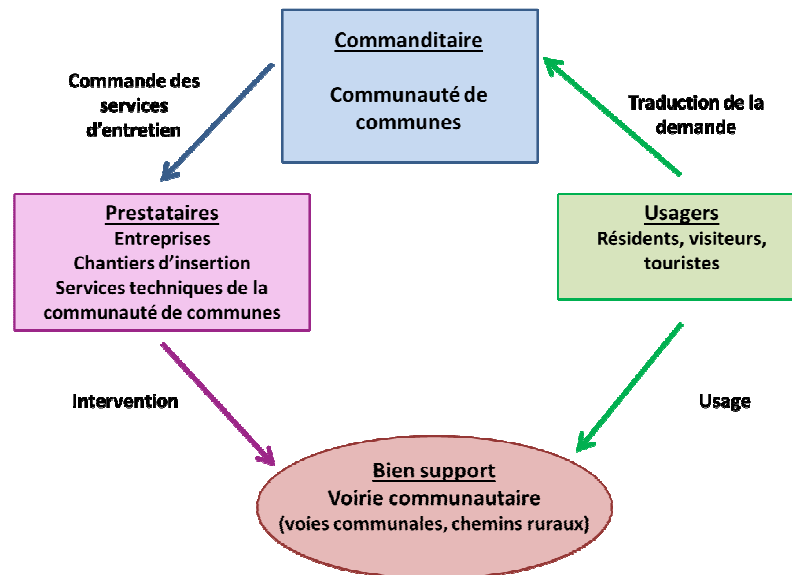 Commanditaire
Communauté de
communes
Commande des
services
d'entretien
Traduction de la
demande
Prestataires
Entreprises
Chantiers d'insertion
Services techniques de la
communauté de communes
Usagers
Résidents, visiteurs,
touristes
Intervention
Usage
Bien support
Voirie communautaire
(voies communales, chemins ruraux)